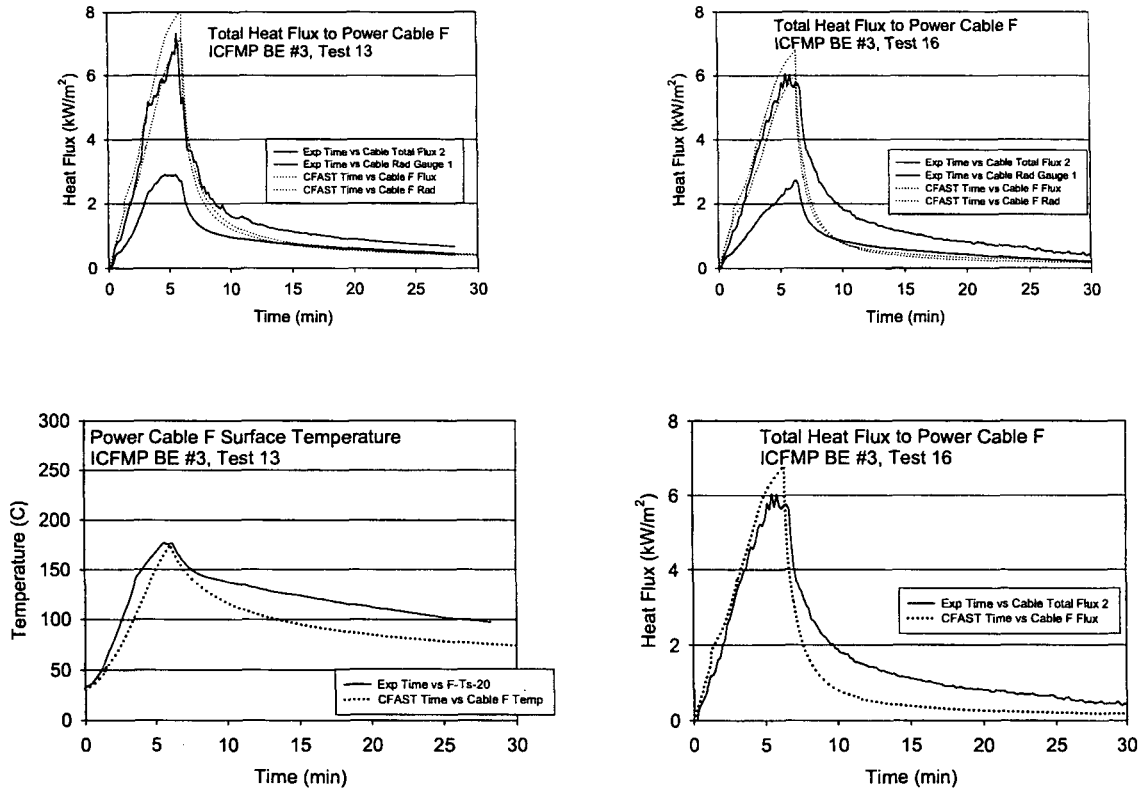 Total Heat Flux to Power Cable F
ICFMP BE #3, Test 13
Heat Flux (kW/m²)
8
6
4
2
0
Exp Time vs Cable Total Flux 2
Exp Time vs Cable Rad Gauge 1
CFAST Time vs Cable F Flux
CFAST Time vs Cable F Rad
0 5 10 15 20 25 30
Time (min)
Total Heat Flux to Power Cable F
ICFMP BE #3, Test 16
Heat Flux (kW/m²)
8
6
4
2
0
Exp Time vs Cable Total Flux 2
Exp Time vs Cable Rad Gauge 1
CFAST Time vs Cable F Flux
CFAST Time vs Cable F Rad
0 5 10 15 20 25 30
Time (min)
Power Cable F Surface Temperature
ICFMP BE #3, Test 13
Temperature (C)
300
250
200
150
100
50
0
Exp Time vs F-Ts-20
CFAST Time vs Cable F Temp
0 5 10 15 20 25 30
Time (min)
Total Heat Flux to Power Cable F
ICFMP BE #3, Test 16
Heat Flux (kW/m²)
8
6
4
2
0
Exp Time vs Cable Total Flux 2
CFAST Time vs Cable F Flux
0 5 10 15 20 25 30
Time (min)